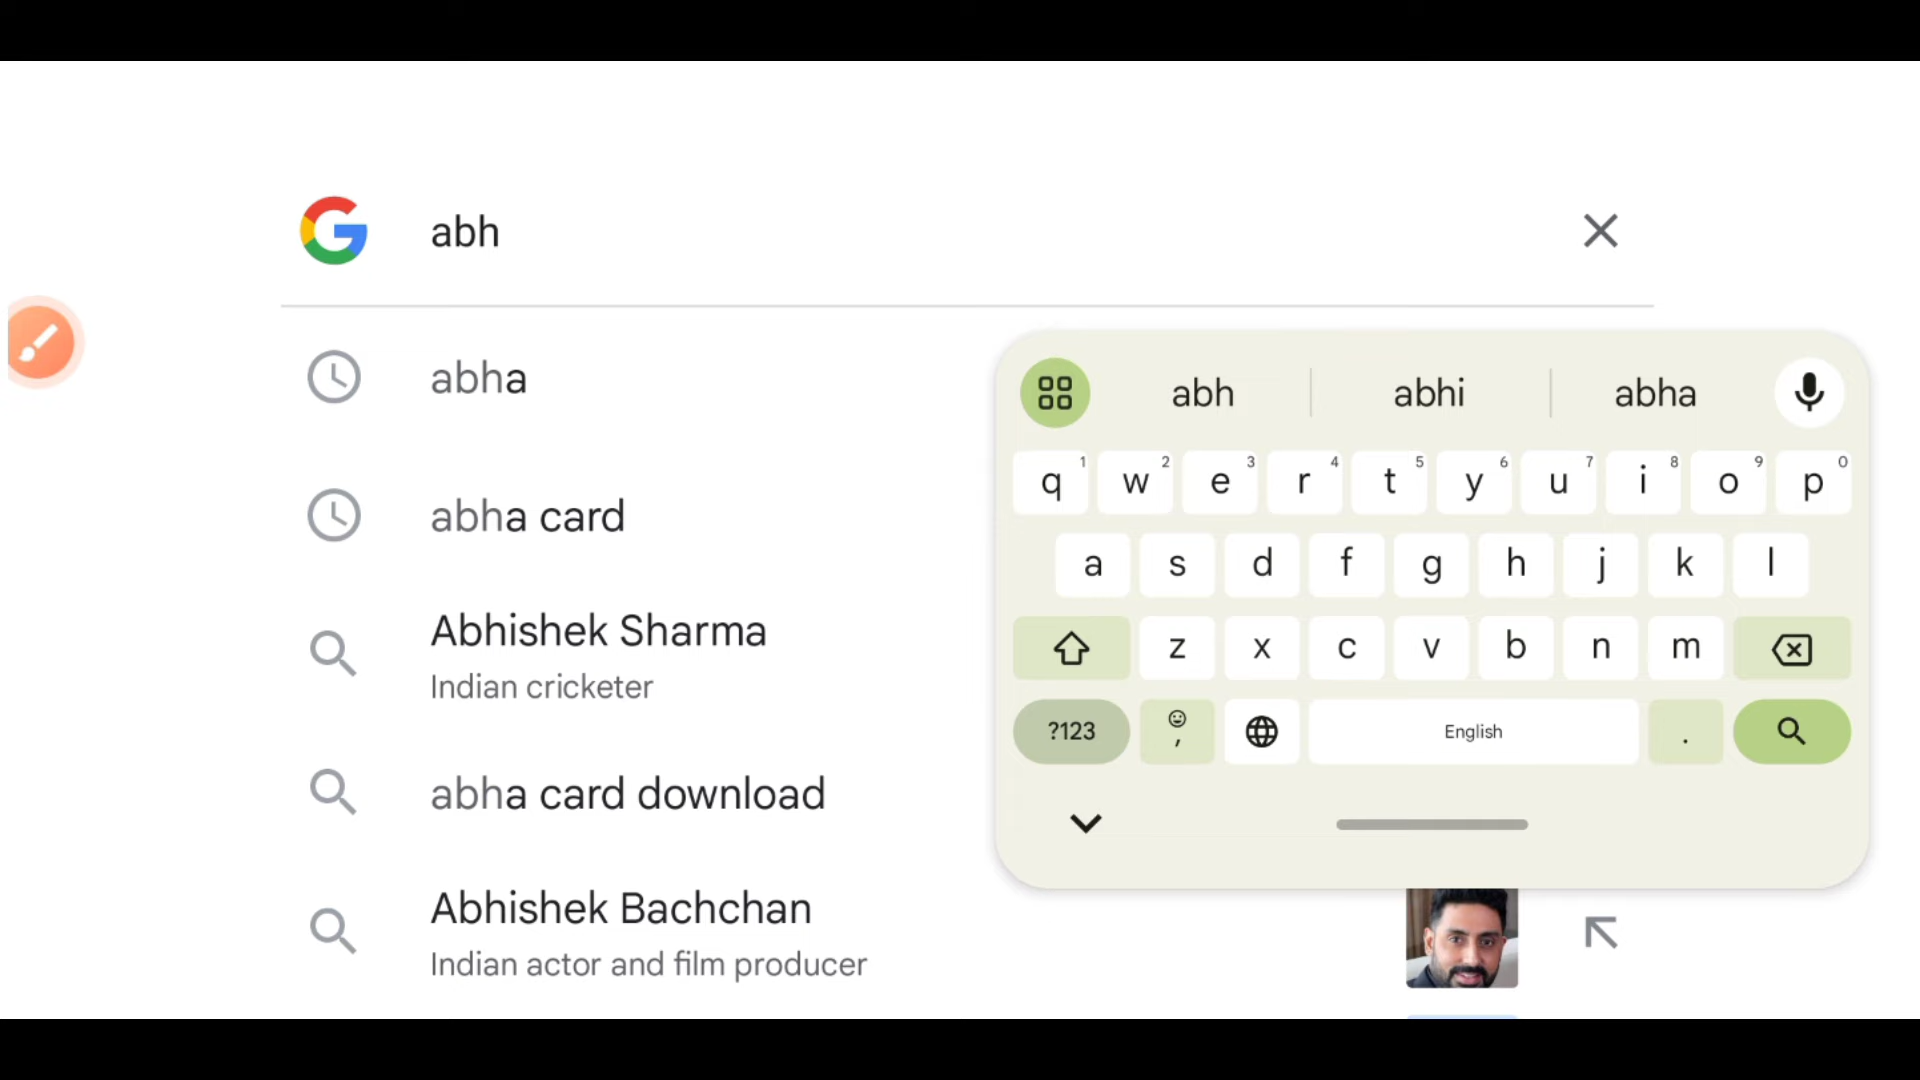 abh
abha
abha card
Abhishek Sharma
Indian cricketer
abha card download
Abhishek Bachchan
Indian actor and film producer
abh abhi abha
q 1 w 2 e 3 r 4 t 5 y 6 u 7 i 8 o 9 p 0
a s d f g h j k l
z x c v b n m
?123 , English .